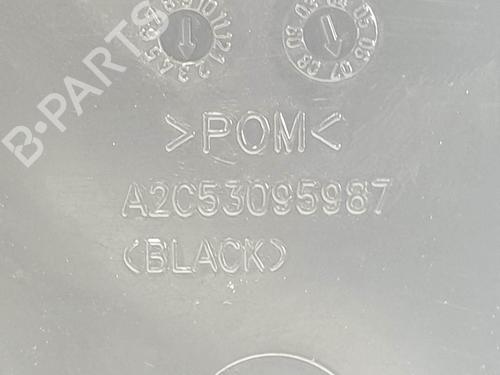 >POM<
A2C53095987
(BLACK)
B-PARTS